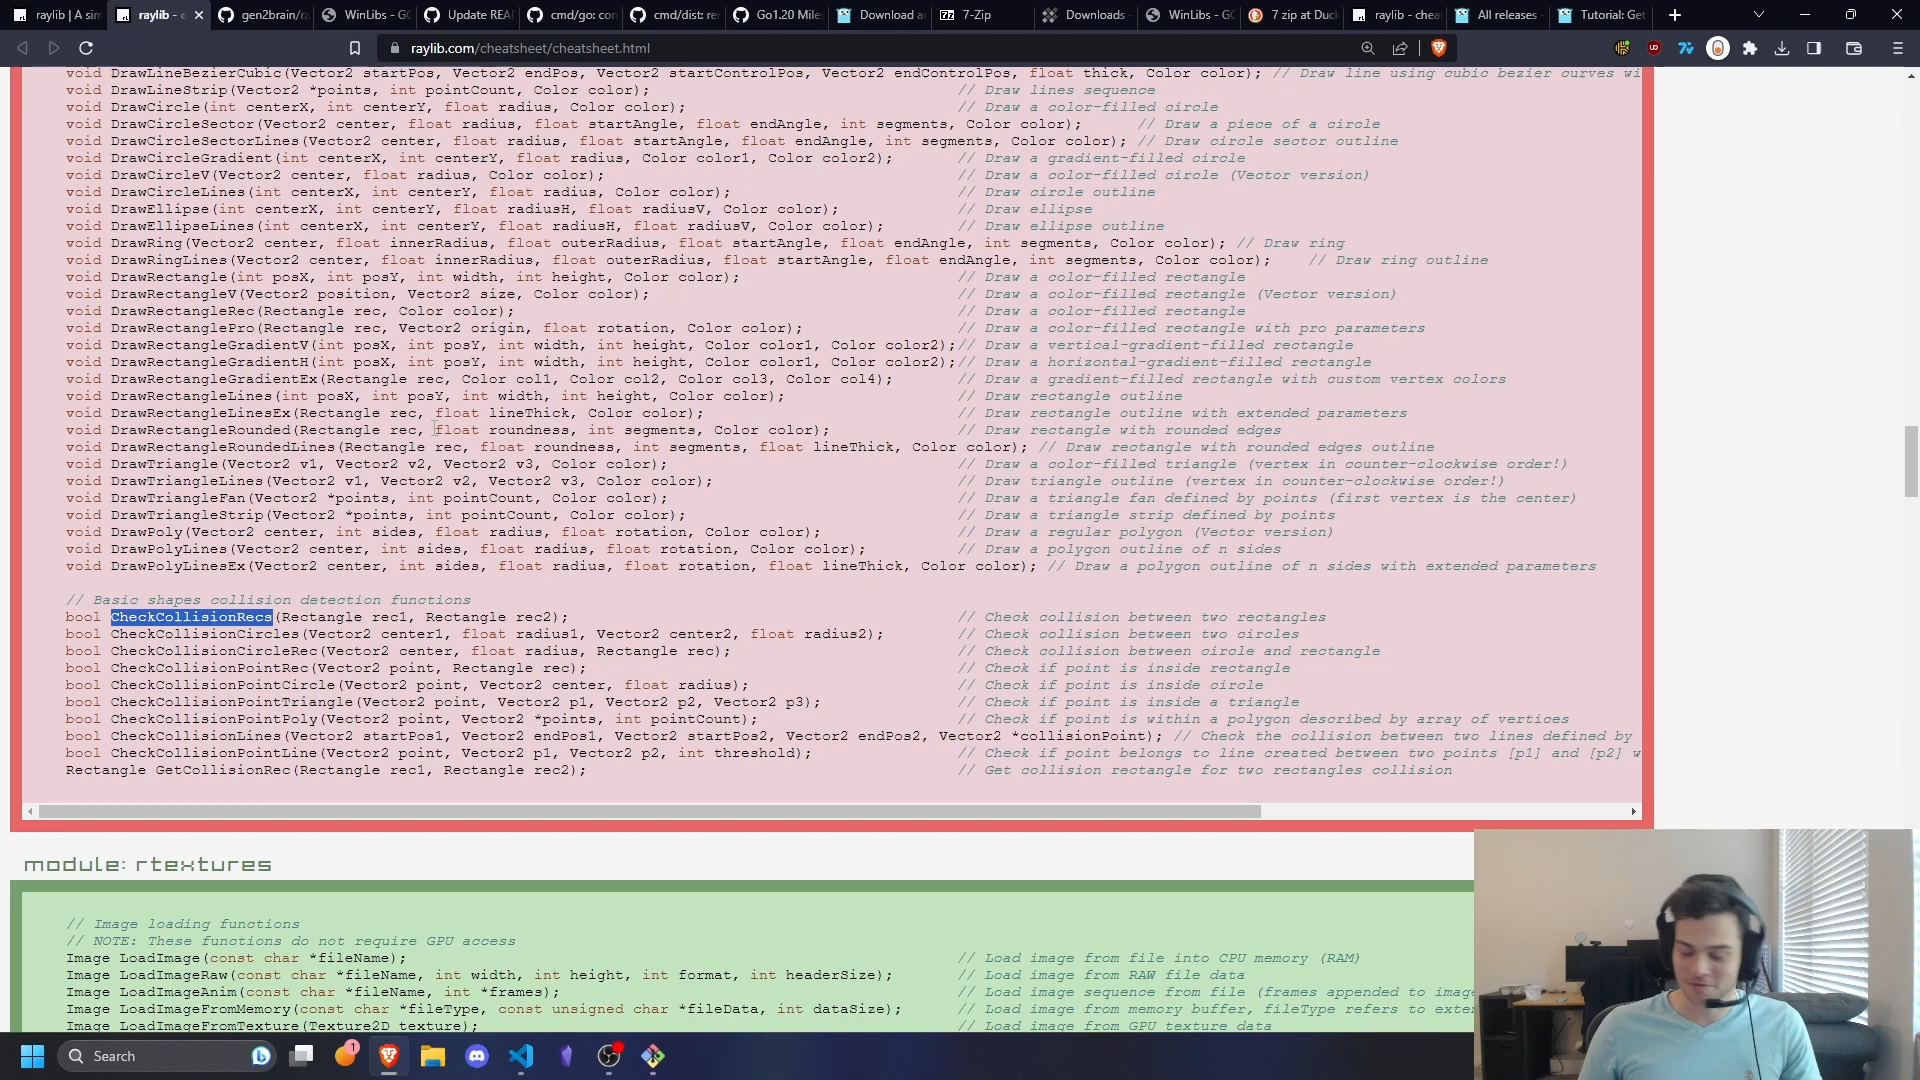 raylib | A sim
raylib - c
gen2brain/ra
WinLibs - GC
Update REA
cmd/go: con
cmd/dist: re
Go1.20 Mile
Download an
7-Zip
Downloads -
WinLibs - GC
7 zip at Duck
raylib - chea
All releases -
Tutorial: Get
raylib.com/cheatsheet/cheatsheet.html
void DrawLineBezierCubic(Vector2 startPos, Vector2 endPos, Vector2 startControlPos, Vector2 endControlPos, float thick, Color color); // Draw line using cubic bezier curves wi
void DrawLineStrip(Vector2 *points, int pointCount, Color color); // Draw lines sequence
void DrawCircle(int centerX, int centerY, float radius, Color color); // Draw a color-filled circle
void DrawCircleSector(Vector2 center, float radius, float startAngle, float endAngle, int segments, Color color); // Draw a piece of a circle
void DrawCircleSectorLines(Vector2 center, float radius, float startAngle, float endAngle, int segments, Color color); // Draw circle sector outline
void DrawCircleGradient(int centerX, int centerY, float radius, Color color1, Color color2); // Draw a gradient-filled circle
void DrawCircleV(Vector2 center, float radius, Color color); // Draw a color-filled circle (Vector version)
void DrawCircleLines(int centerX, int centerY, float radius, Color color); // Draw circle outline
void DrawEllipse(int centerX, int centerY, float radiusH, float radiusV, Color color); // Draw ellipse
void DrawEllipseLines(int centerX, int centerY, float radiusH, float radiusV, Color color); // Draw ellipse outline
void DrawRing(Vector2 center, float innerRadius, float outerRadius, float startAngle, float endAngle, int segments, Color color); // Draw ring
void DrawRingLines(Vector2 center, float innerRadius, float outerRadius, float startAngle, float endAngle, int segments, Color color); // Draw ring outline
void DrawRectangle(int posX, int posY, int width, int height, Color color); // Draw a color-filled rectangle
void DrawRectangleV(Vector2 position, Vector2 size, Color color); // Draw a color-filled rectangle (Vector version)
void DrawRectangleRec(Rectangle rec, Color color); // Draw a color-filled rectangle
void DrawRectanglePro(Rectangle rec, Vector2 origin, float rotation, Color color); // Draw a color-filled rectangle with pro parameters
void DrawRectangleGradientV(int posX, int posY, int width, int height, Color color1, Color color2);// Draw a vertical-gradient-filled rectangle
void DrawRectangleGradientH(int posX, int posY, int width, int height, Color color1, Color color2);// Draw a horizontal-gradient-filled rectangle
void DrawRectangleGradientEx(Rectangle rec, Color col1, Color col2, Color col3, Color col4); // Draw a gradient-filled rectangle with custom vertex colors
void DrawRectangleLines(int posX, int posY, int width, int height, Color color); // Draw rectangle outline
void DrawRectangleLinesEx(Rectangle rec, float lineThick, Color color); // Draw rectangle outline with extended parameters
void DrawRectangleRounded(Rectangle rec, float roundness, int segments, Color color); // Draw rectangle with rounded edges
void DrawRectangleRoundedLines(Rectangle rec, float roundness, int segments, float lineThick, Color color); // Draw rectangle with rounded edges outline
void DrawTriangle(Vector2 v1, Vector2 v2, Vector2 v3, Color color); // Draw a color-filled triangle (vertex in counter-clockwise order!)
void DrawTriangleLines(Vector2 v1, Vector2 v2, Vector2 v3, Color color); // Draw triangle outline (vertex in counter-clockwise order!)
void DrawTriangleFan(Vector2 *points, int pointCount, Color color); // Draw a triangle fan defined by points (first vertex is the center)
void DrawTriangleStrip(Vector2 *points, int pointCount, Color color); // Draw a triangle strip defined by points
void DrawPoly(Vector2 center, int sides, float radius, float rotation, Color color); // Draw a regular polygon (Vector version)
void DrawPolyLines(Vector2 center, int sides, float radius, float rotation, Color color); // Draw a polygon outline of n sides
void DrawPolyLinesEx(Vector2 center, int sides, float radius, float rotation, float lineThick, Color color); // Draw a polygon outline of n sides with extended parameters
// Basic shapes collision detection functions
bool CheckCollisionRecs(Rectangle rec1, Rectangle rec2); // Check collision between two rectangles
bool CheckCollisionCircles(Vector2 center1, float radius1, Vector2 center2, float radius2); // Check collision between two circles
bool CheckCollisionCircleRec(Vector2 center, float radius, Rectangle rec); // Check collision between circle and rectangle
bool CheckCollisionPointRec(Vector2 point, Rectangle rec); // Check if point is inside rectangle
bool CheckCollisionPointCircle(Vector2 point, Vector2 center, float radius); // Check if point is inside circle
bool CheckCollisionPointTriangle(Vector2 point, Vector2 p1, Vector2 p2, Vector2 p3); // Check if point is inside a triangle
bool CheckCollisionPointPoly(Vector2 point, Vector2 *points, int pointCount); // Check if point is within a polygon described by array of vertices
bool CheckCollisionLines(Vector2 startPos1, Vector2 endPos1, Vector2 startPos2, Vector2 endPos2, Vector2 *collisionPoint); // Check the collision between two lines defined by
bool CheckCollisionPointLine(Vector2 point, Vector2 p1, Vector2 p2, int threshold); // Check if point belongs to line created between two points [p1] and [p2] w
Rectangle GetCollisionRec(Rectangle rec1, Rectangle rec2); // Get collision rectangle for two rectangles collision
module: rtextures
// Image loading functions
// NOTE: These functions do not require GPU access
Image LoadImage(const char *fileName); // Load image from file into CPU memory (RAM)
Image LoadImageRaw(const char *fileName, int width, int height, int format, int headerSize); // Load image from RAW file data
Image LoadImageAnim(const char *fileName, int *frames); // Load image sequence from file (frames appended to image
Image LoadImageFromMemory(const char *fileType, const unsigned char *fileData, int dataSize); // Load image from memory buffer, fileType refers to exten
Image LoadImageFromTexture(Texture2D texture); // Load image from GPU texture data
Search
1